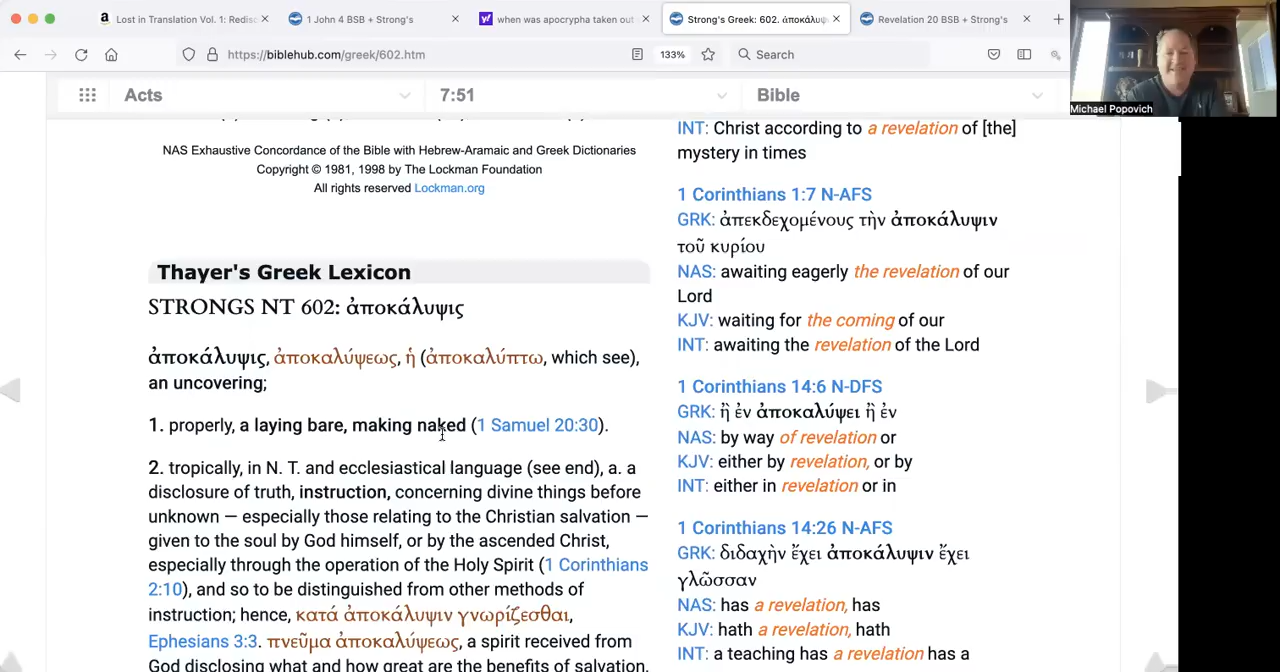 Lost in Translation Vol. 1: Redisc
1 John 4 BSB + Strong's
when was apocrypha taken out
Strong's Greek: 602. ἀποκάλυψι
Revelation 20 BSB + Strong's
https://biblehub.com/greek/602.htm
133%
Search
Michael Popovich
Acts
7:51
Bible
NAS Exhaustive Concordance of the Bible with Hebrew-Aramaic and Greek Dictionaries
Copyright © 1981, 1998 by The Lockman Foundation
All rights reserved Lockman.org
Thayer's Greek Lexicon
STRONGS NT 602: ἀποκάλυψις
ἀποκάλυψις, ἀποκαλύψεως, ἡ (ἀποκαλύπτω, which see),
an uncovering;
1. properly, a laying bare, making naked (1 Samuel 20:30).
2. tropically, in N. T. and ecclesiastical language (see end), a. a
disclosure of truth, instruction, concerning divine things before
unknown — especially those relating to the Christian salvation —
given to the soul by God himself, or by the ascended Christ,
especially through the operation of the Holy Spirit (1 Corinthians
2:10), and so to be distinguished from other methods of
instruction; hence, κατά ἀποκάλυψιν γνωρίζεσθαι,
Ephesians 3:3. πνεῦμα ἀποκαλύψεως, a spirit received from
God disclosing what and how great are the benefits of salvation,
INT: Christ according to a revelation of [the]
mystery in times
1 Corinthians 1:7 N-AFS
GRK: ἀπεκδεχομένους τὴν ἀποκάλυψιν
τοῦ κυρίου
NAS: awaiting eagerly the revelation of our
Lord
KJV: waiting for the coming of our
INT: awaiting the revelation of the Lord
1 Corinthians 14:6 N-DFS
GRK: ἢ ἐν ἀποκαλύψει ἢ ἐν
NAS: by way of revelation or
KJV: either by revelation, or by
INT: either in revelation or in
1 Corinthians 14:26 N-AFS
GRK: διδαχὴν ἔχει ἀποκάλυψιν ἔχει
γλῶσσαν
NAS: has a revelation, has
KJV: hath a revelation, hath
INT: a teaching has a revelation has a